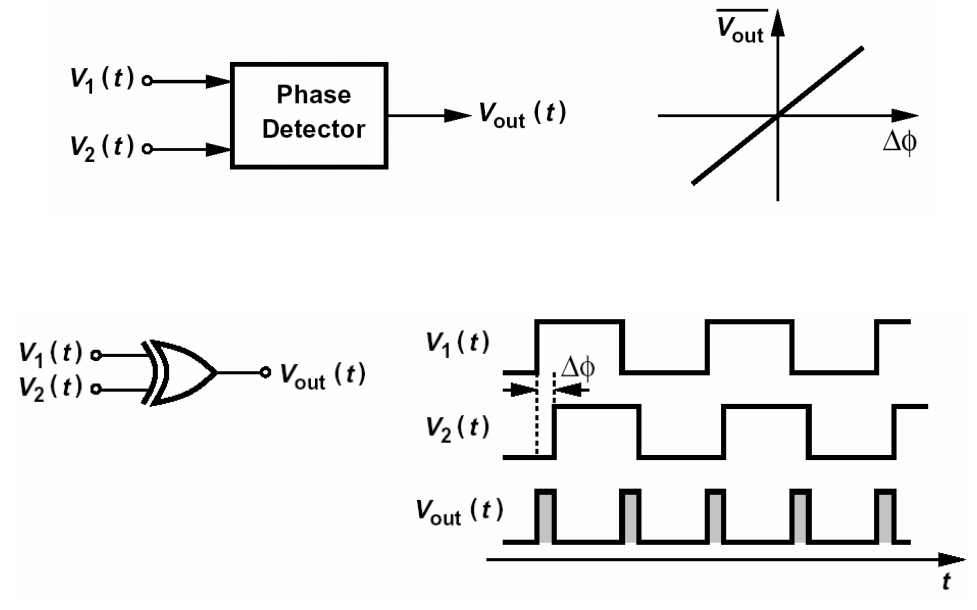 V1 (t)
V2 (t)
Phase
Detector
Vout (t)
Vout
Δϕ
V1 (t)
V2 (t)
Vout (t)
V1 (t)
Δϕ
V2 (t)
Vout (t)
t